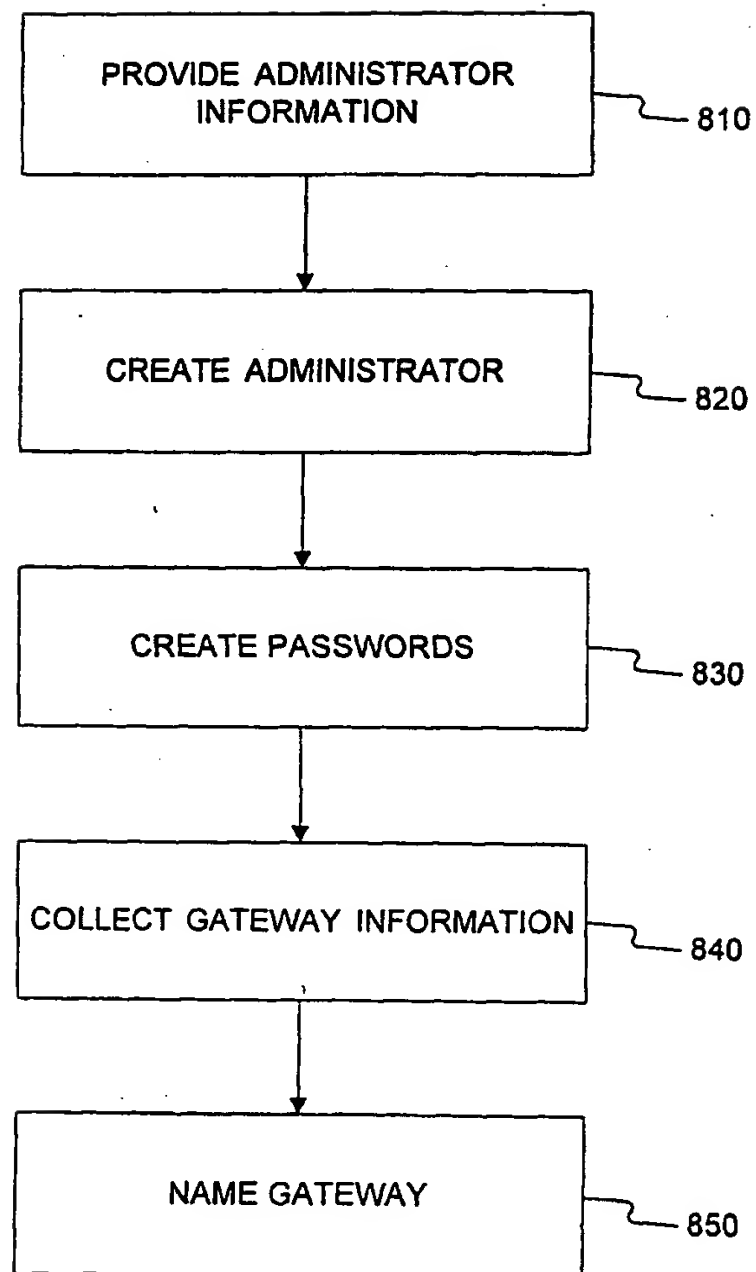 PROVIDE ADMINISTRATOR
INFORMATION
810
CREATE ADMINISTRATOR
820
CREATE PASSWORDS
830
COLLECT GATEWAY INFORMATION
840
NAME GATEWAY
850